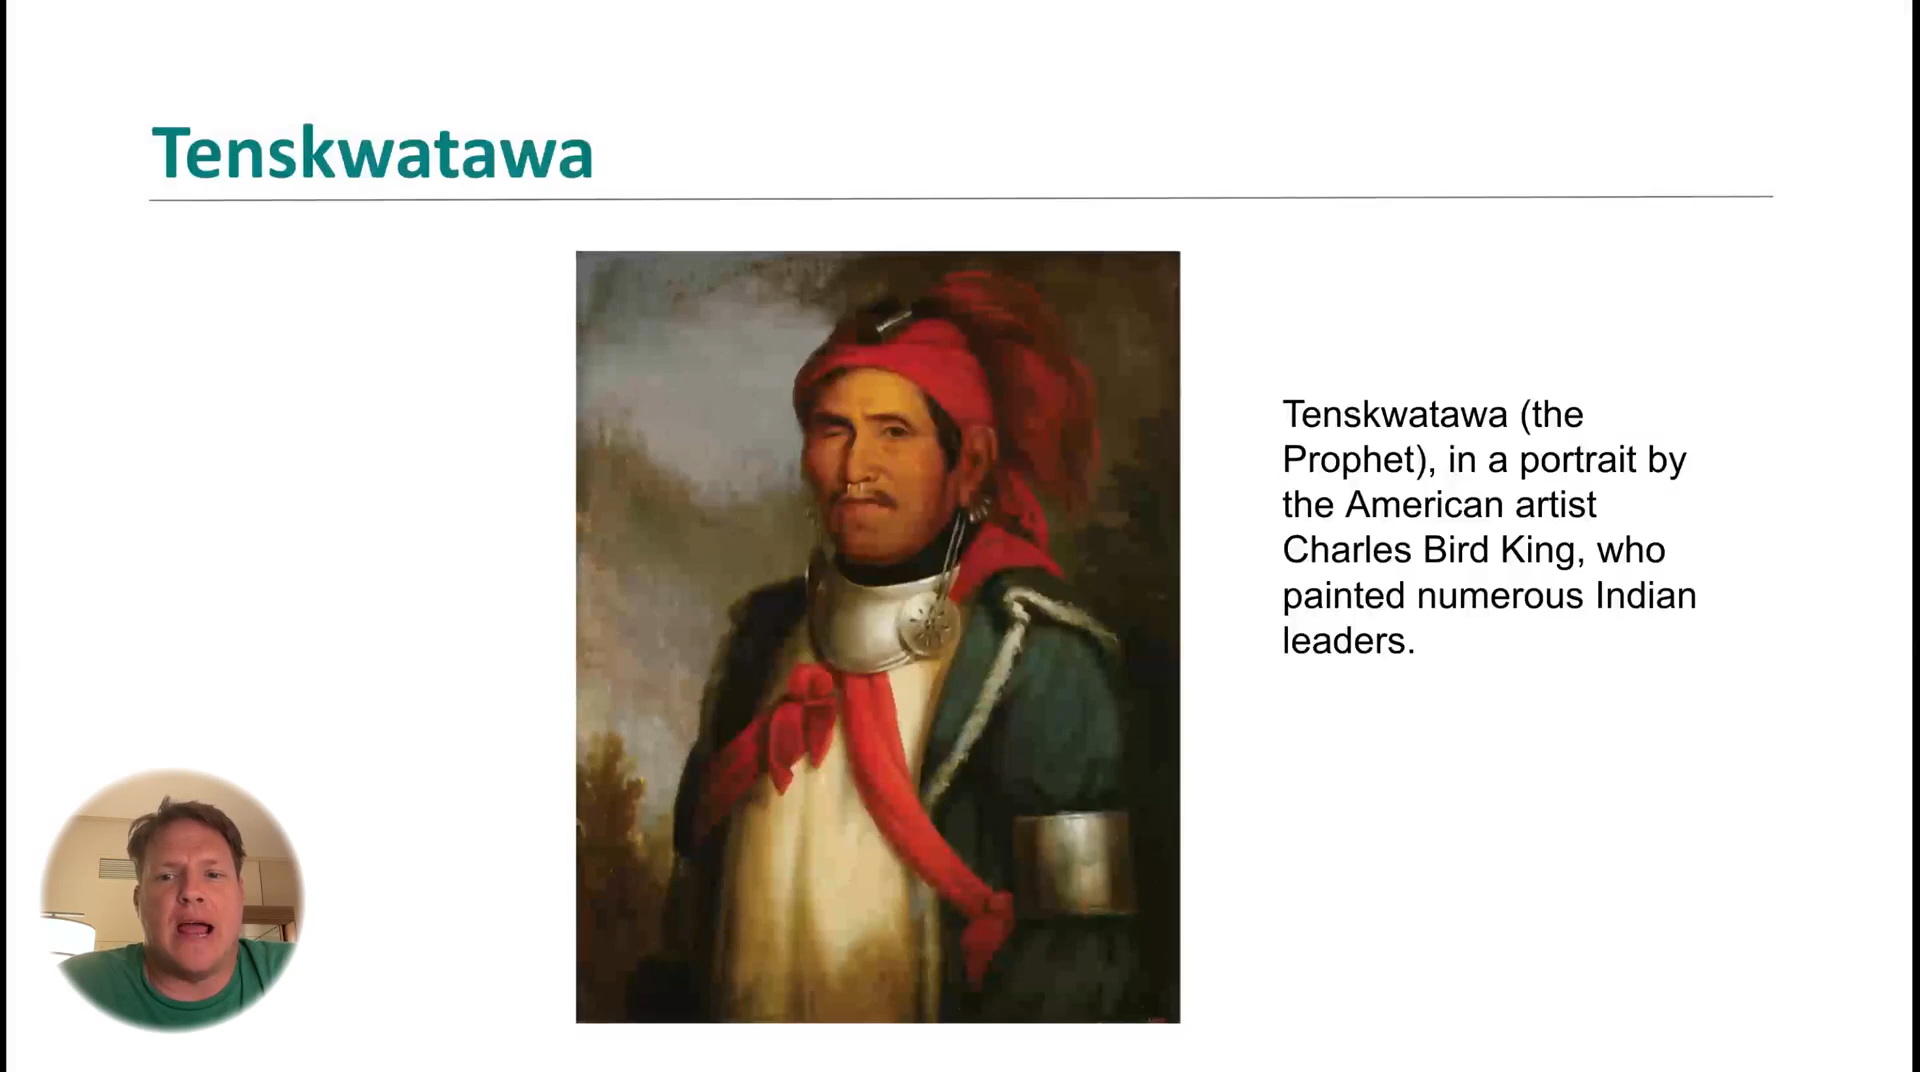 Tenskwatawa
Tenskwatawa (the
Prophet), in a portrait by
the American artist
Charles Bird King, who
painted numerous Indian
leaders.